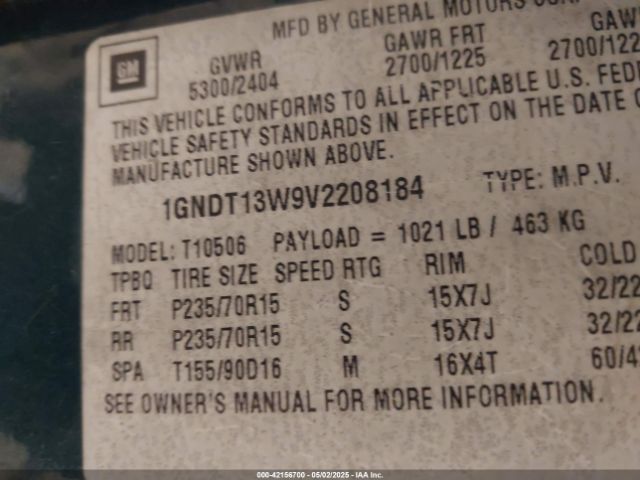 MFD BY GENERAL MOTORS CORP
GM
GVWR GAWR FRT GAW
5300/2404 2700/1225 2700/122
THIS VEHICLE CONFORMS TO ALL APPLICABLE U.S. FEDE
VEHICLE SAFETY STANDARDS IN EFFECT ON THE DATE O
MANUFACTURE SHOWN ABOVE.
1GNDT13W9V2208184 TYPE: M.P.V.
MODEL: T10506 PAYLOAD = 1021 LB / 463 KG
TPBQ TIRE SIZE SPEED RTG RIM COLD
FRT P235/70R15 S 15X7J 32/22
RR P235/70R15 S 15X7J 32/22
SPA T155/90D16 M 16X4T 60/4
SEE OWNER'S MANUAL FOR MORE INFORMATION.
000-42156700 - 05/02/2025 - IAA Inc.